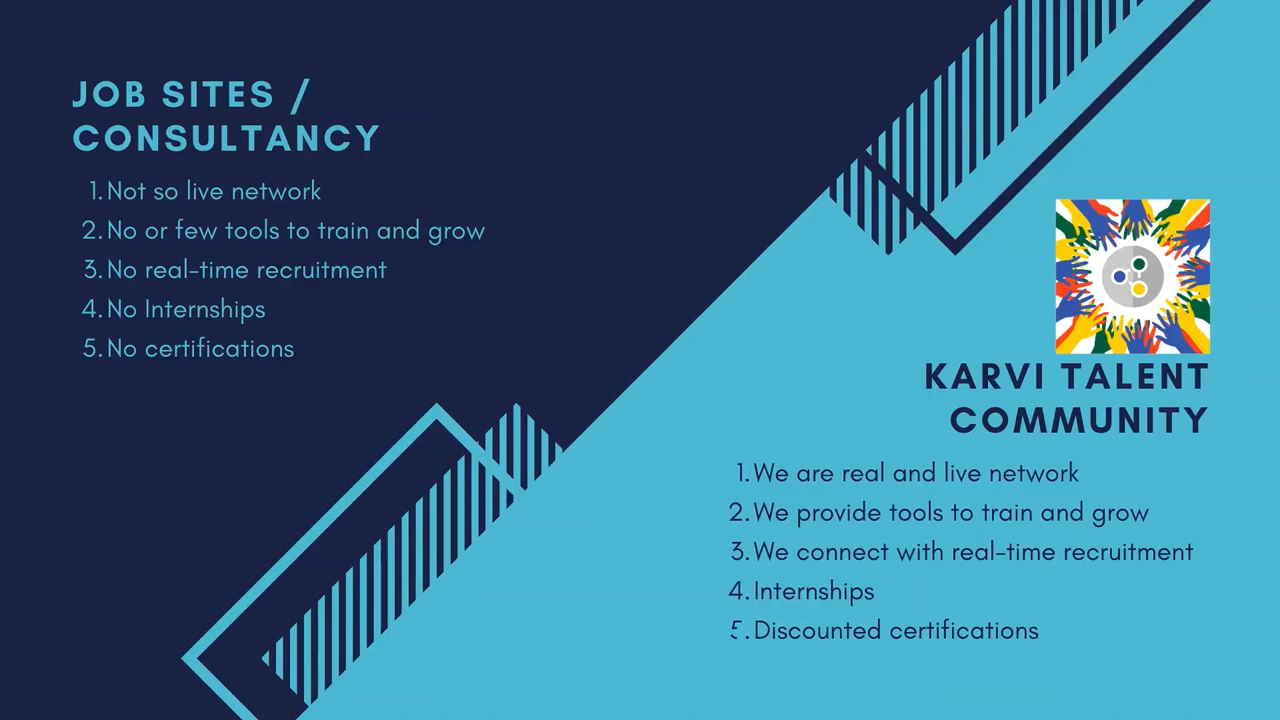 JOB SITES /
CONSULTANCY
1. Not so live network
2. No or few tools to train and grow
3. No real-time recruitment
4. No Internships
5. No certifications
KARVI TALENT
COMMUNITY
1. We are real and live network
2. We provide tools to train and grow
3. We connect with real-time recruitment
4. Internships
5. Discounted certifications